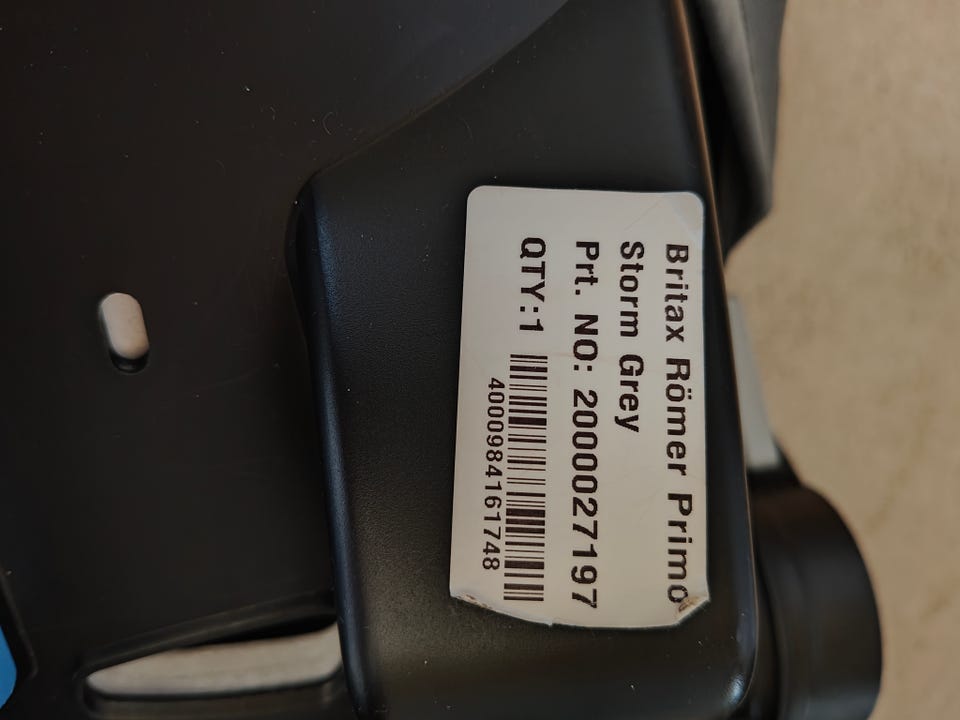 Britax Römer Primo
Storm Grey
Prt. NO: 2000027197
QTY:1
4000984161748